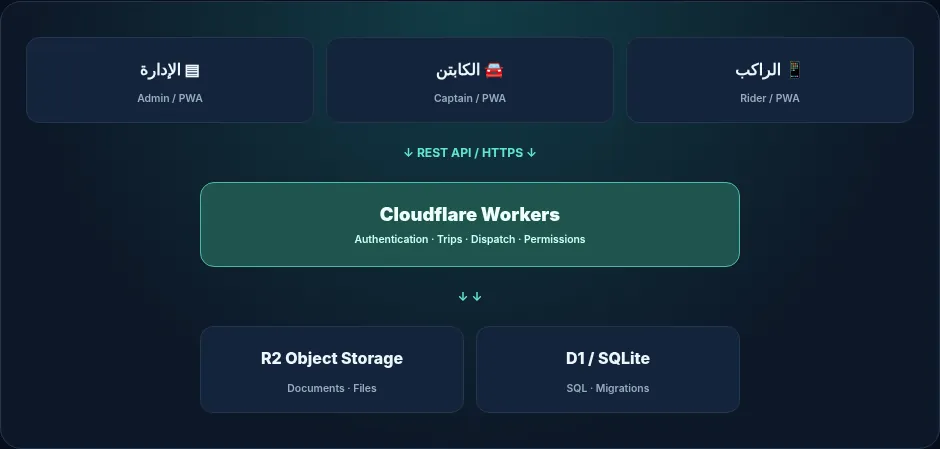 الراكب 📱
Rider / PWA
الكابتن 🚘
Captain / PWA
الإدارة ▤
Admin / PWA
↓ REST API / HTTPS ↓
Cloudflare Workers
Authentication · Trips · Dispatch · Permissions
↓ ↓
R2 Object Storage
Documents · Files
D1 / SQLite
SQL · Migrations